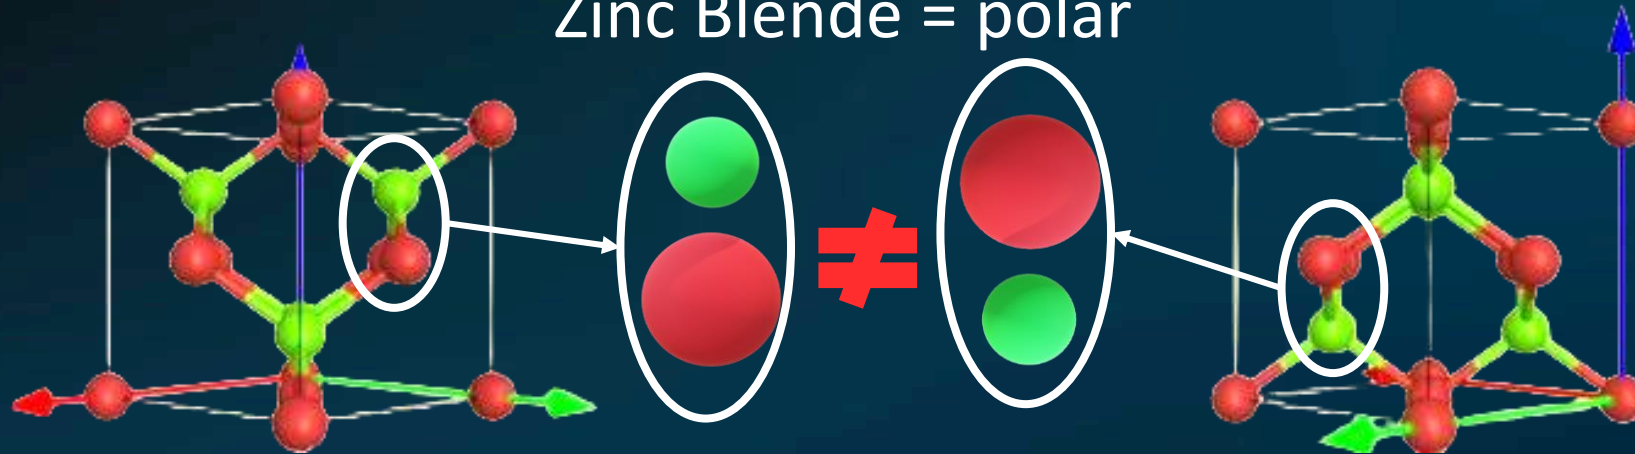 Zinc Blende = polar
≠